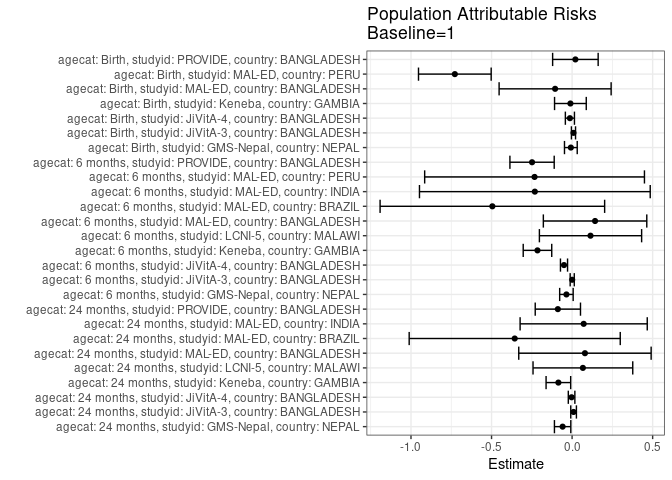 Population Attributable Risks
Baseline=1
agecat: Birth, studyid: PROVIDE, country: BANGLADESH
agecat: Birth, studyid: MAL-ED, country: PERU
agecat: Birth, studyid: MAL-ED, country: BANGLADESH
agecat: Birth, studyid: Keneba, country: GAMBIA
agecat: Birth, studyid: JiVitA-4, country: BANGLADESH
agecat: Birth, studyid: JiVitA-3, country: BANGLADESH
agecat: Birth, studyid: GMS-Nepal, country: NEPAL
agecat: 6 months, studyid: PROVIDE, country: BANGLADESH
agecat: 6 months, studyid: MAL-ED, country: PERU
agecat: 6 months, studyid: MAL-ED, country: INDIA
agecat: 6 months, studyid: MAL-ED, country: BRAZIL
agecat: 6 months, studyid: MAL-ED, country: BANGLADESH
agecat: 6 months, studyid: LCNI-5, country: MALAWI
agecat: 6 months, studyid: Keneba, country: GAMBIA
agecat: 6 months, studyid: JiVitA-4, country: BANGLADESH
agecat: 6 months, studyid: JiVitA-3, country: BANGLADESH
agecat: 6 months, studyid: GMS-Nepal, country: NEPAL
agecat: 24 months, studyid: PROVIDE, country: BANGLADESH
agecat: 24 months, studyid: MAL-ED, country: INDIA
agecat: 24 months, studyid: MAL-ED, country: BRAZIL
agecat: 24 months, studyid: MAL-ED, country: BANGLADESH
agecat: 24 months, studyid: LCNI-5, country: MALAWI
agecat: 24 months, studyid: Keneba, country: GAMBIA
agecat: 24 months, studyid: JiVitA-4, country: BANGLADESH
agecat: 24 months, studyid: JiVitA-3, country: BANGLADESH
agecat: 24 months, studyid: GMS-Nepal, country: NEPAL
-1.0 -0.5 0.0 0.5
Estimate